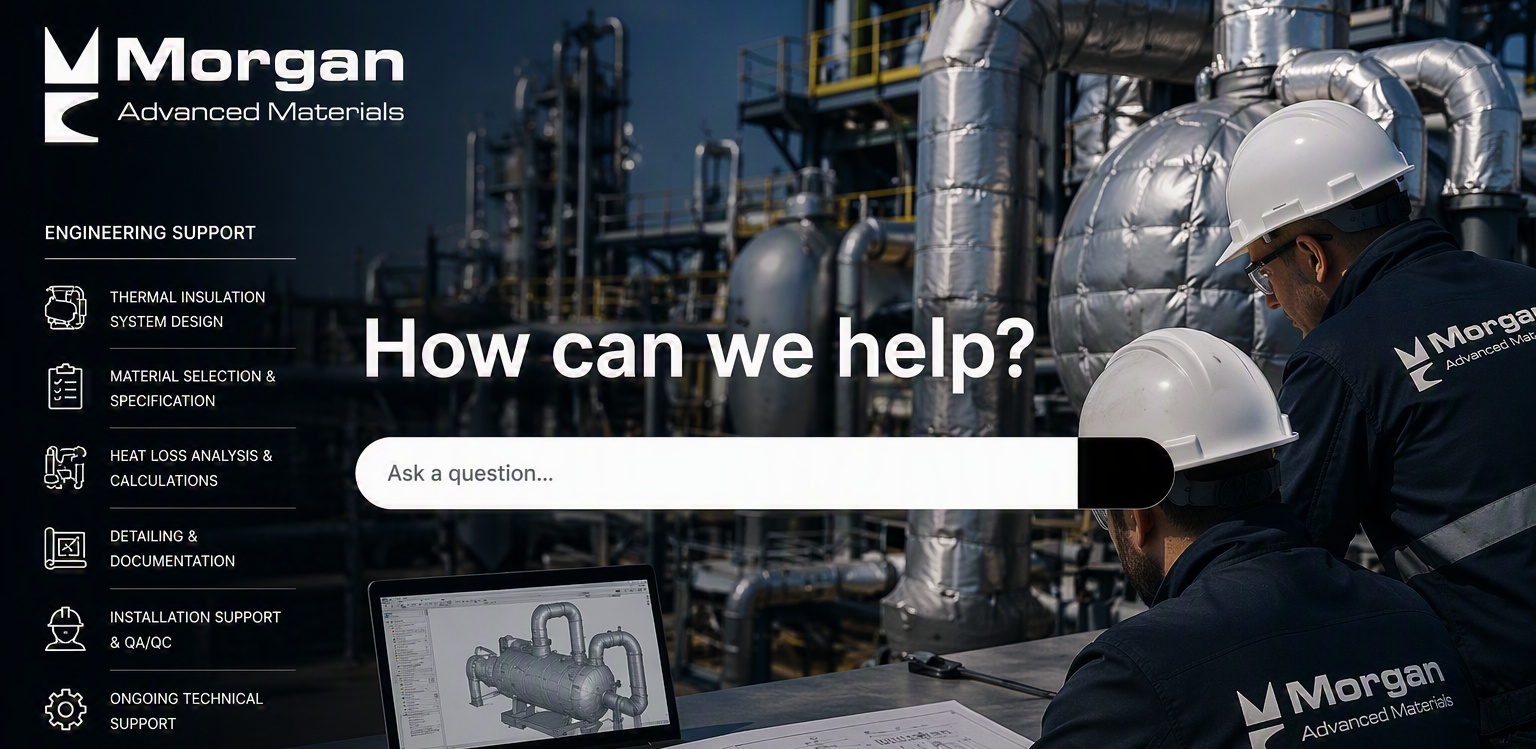 Morgan
Advanced Materials
ENGINEERING SUPPORT
THERMAL INSULATION
SYSTEM DESIGN
MATERIAL SELECTION &
SPECIFICATION
HEAT LOSS ANALYSIS &
CALCULATIONS
DETAILING &
DOCUMENTATION
INSTALLATION SUPPORT
& QA/QC
ONGOING TECHNICAL
SUPPORT
How can we help?
Ask a question...
Morgan
Advanced Mat
Morgan
Advanced Materials